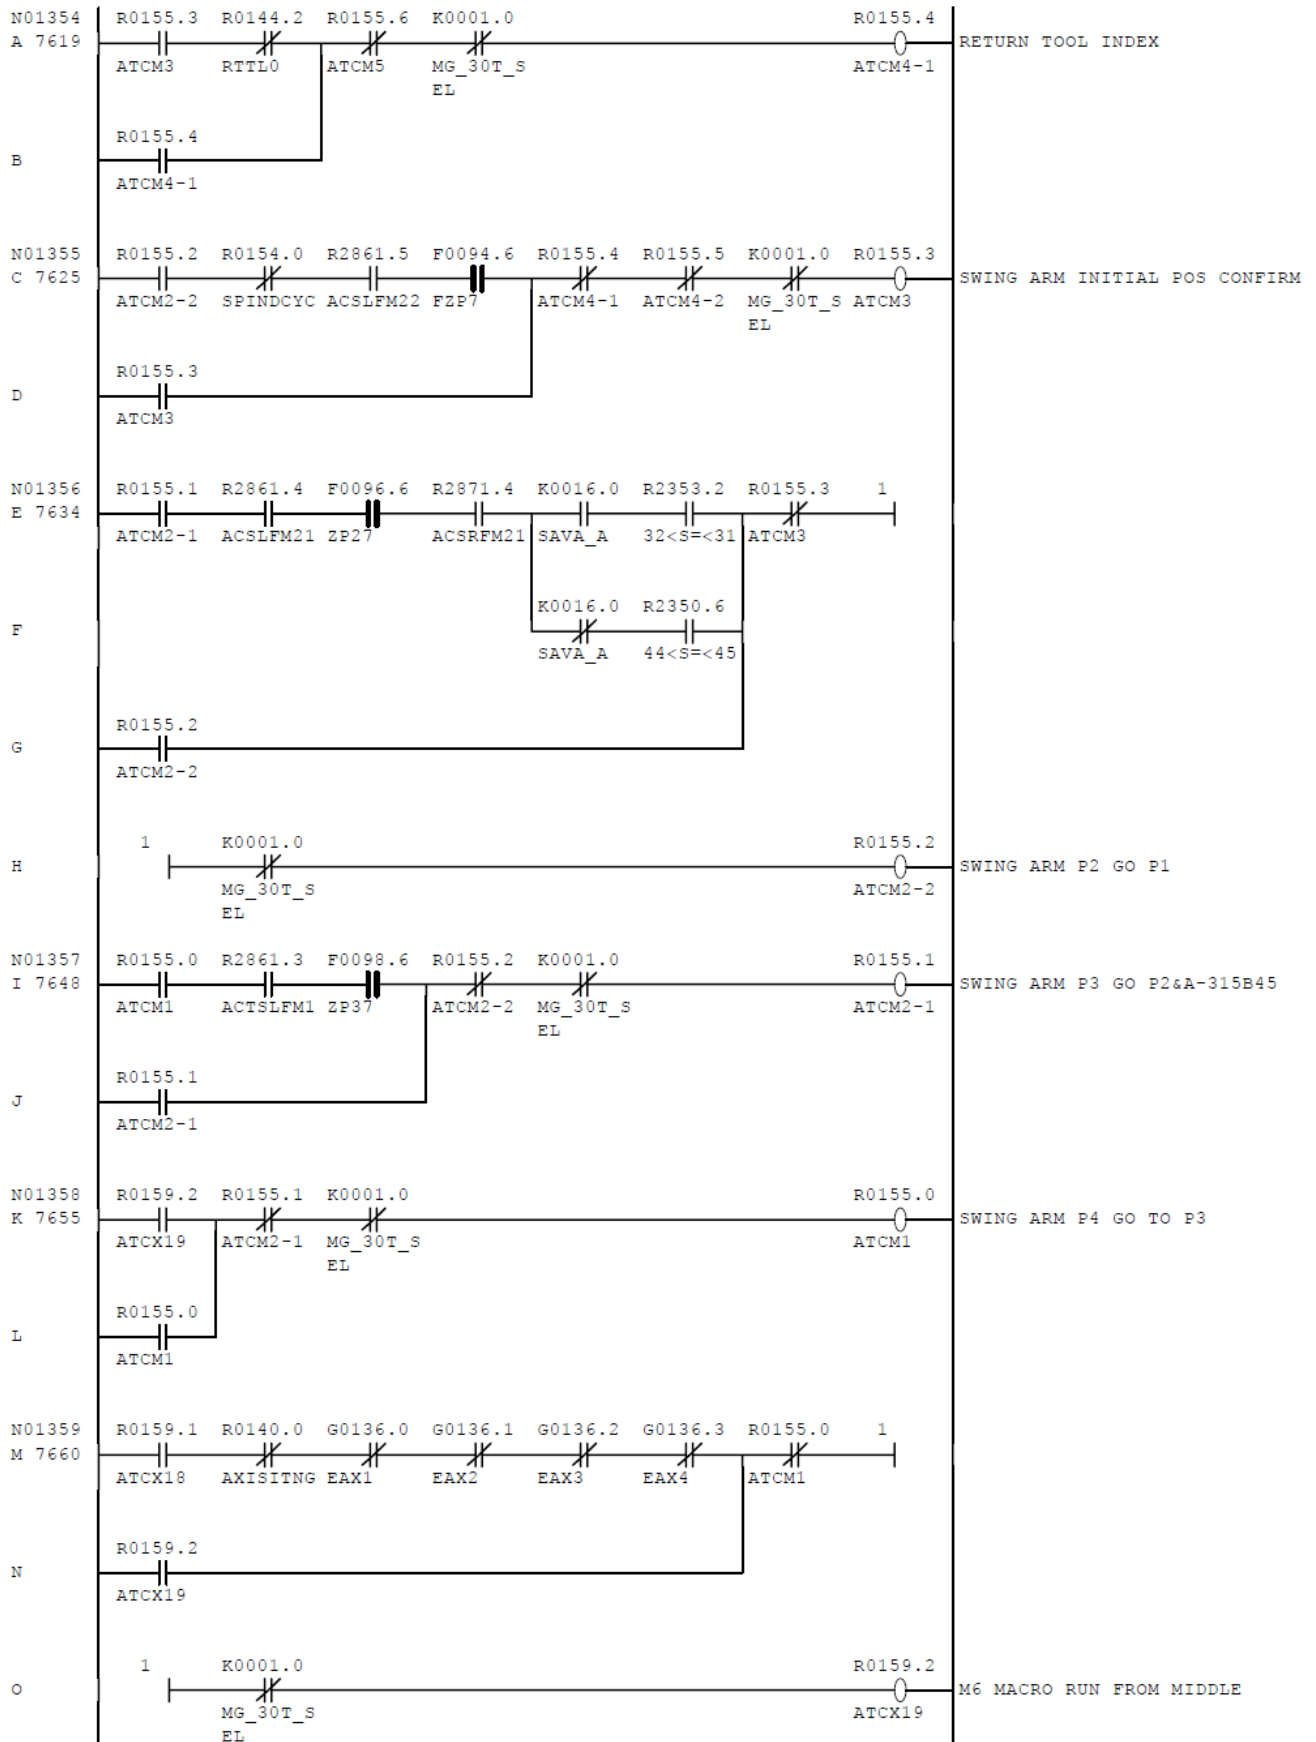 N01354 R0155.3 R0144.2 R0155.6 K0001.0 R0155.4
A 7619 RETURN TOOL INDEX
ATCM3 RTTL0 ATCM5 MG_30T_S ATCM4-1
EL
R0155.4
B
ATCM4-1
N01355 R0155.2 R0154.0 R2861.5 F0094.6 R0155.4 R0155.5 K0001.0 R0155.3
C 7625 SWING ARM INITIAL POS CONFIRM
ATCM2-2 SPINDCYC ACSLFM22 FZP7 ATCM4-1 ATCM4-2 MG_30T_S ATCM3
EL
R0155.3
D
ATCM3
N01356 R0155.1 R2861.4 F0096.6 R2871.4 K0016.0 R2353.2 R0155.3 1
E 7634
ATCM2-1 ACSLFM21 ZP27 ACSRFM21 SAVA_A 32<S=<31 ATCM3
K0016.0 R2350.6
F
SAVA_A 44<S=<45
R0155.2
G
ATCM2-2
1 K0001.0 R0155.2
H SWING ARM P2 GO P1
MG_30T_S ATCM2-2
EL
N01357 R0155.0 R2861.3 F0098.6 R0155.2 K0001.0 R0155.1
I 7648 SWING ARM P3 GO P2&A-315B45
ATCM1 ACTSLFM1 ZP37 ATCM2-2 MG_30T_S ATCM2-1
EL
R0155.1
J
ATCM2-1
N01358 R0159.2 R0155.1 K0001.0 R0155.0
K 7655 SWING ARM P4 GO TO P3
ATCX19 ATCM2-1 MG_30T_S ATCM1
EL
R0155.0
L
ATCM1
N01359 R0159.1 R0140.0 G0136.0 G0136.1 G0136.2 G0136.3 R0155.0 1
M 7660
ATCX18 AXISITNG EAX1 EAX2 EAX3 EAX4 ATCM1
R0159.2
N
ATCX19
1 K0001.0 R0159.2
O M6 MACRO RUN FROM MIDDLE
MG_30T_S ATCX19
EL